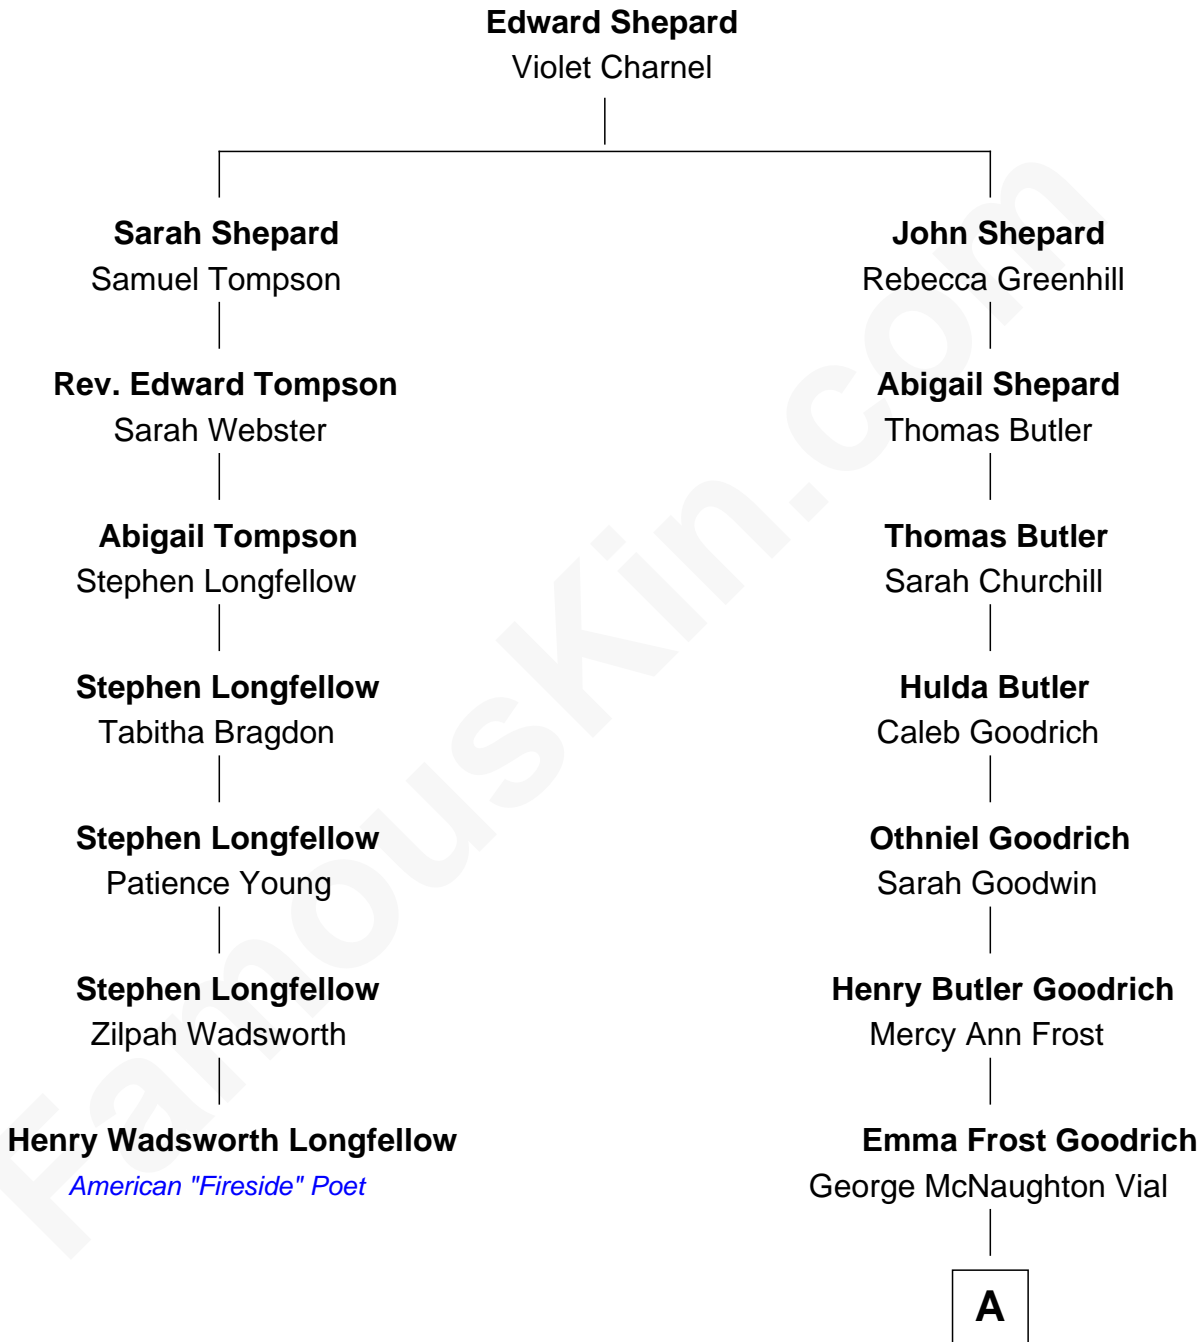 Edward Shepard
Violet Charnel
Sarah Shepard
Samuel Tompson
John Shepard
Rebecca Greenhill
Rev. Edward Tompson
Sarah Webster
Abigail Shepard
Thomas Butler
Abigail Tompson
Stephen Longfellow
Thomas Butler
Sarah Churchill
Stephen Longfellow
Tabitha Bragdon
Hulda Butler
Caleb Goodrich
Stephen Longfellow
Patience Young
Othniel Goodrich
Sarah Goodwin
Stephen Longfellow
Zilpah Wadsworth
Henry Butler Goodrich
Mercy Ann Frost
Henry Wadsworth Longfellow
American "Fireside" Poet
Emma Frost Goodrich
George McNaughton Vial
A
FamousKin.com